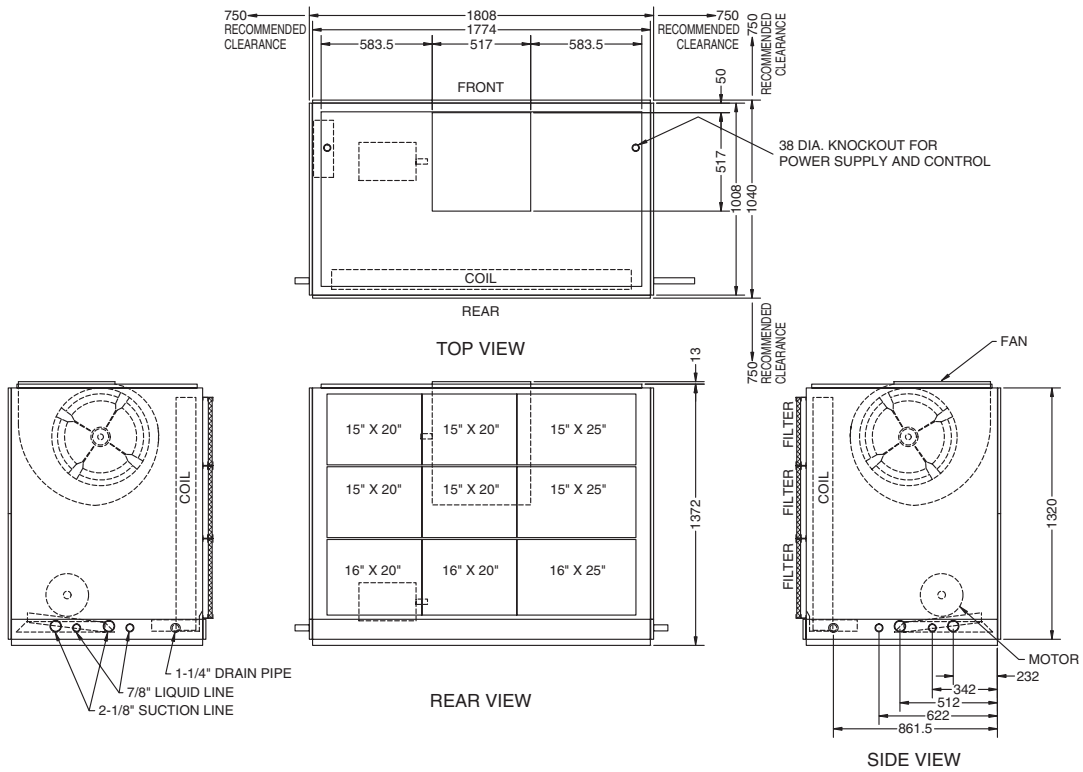 750
RECOMMENDED
CLEARANCE
1808
1774
583.5
517
583.5
750
RECOMMENDED
CLEARANCE
750
RECOMMENDED
CLEARANCE
FRONT
50
38 DIA. KNOCKOUT FOR
POWER SUPPLY AND CONTROL
517
1008
1040
COIL
REAR
750
RECOMMENDED
CLEARANCE
TOP VIEW
COIL
1-1/4" DRAIN PIPE
7/8" LIQUID LINE
2-1/8" SUCTION LINE
13
15" X 20"
15" X 20"
15" X 25"
15" X 20"
15" X 20"
15" X 25"
16" X 20"
16" X 20"
16" X 25"
1372
REAR VIEW
FAN
FILTER
FILTER
FILTER
COIL
1320
MOTOR
232
342
512
622
861.5
SIDE VIEW